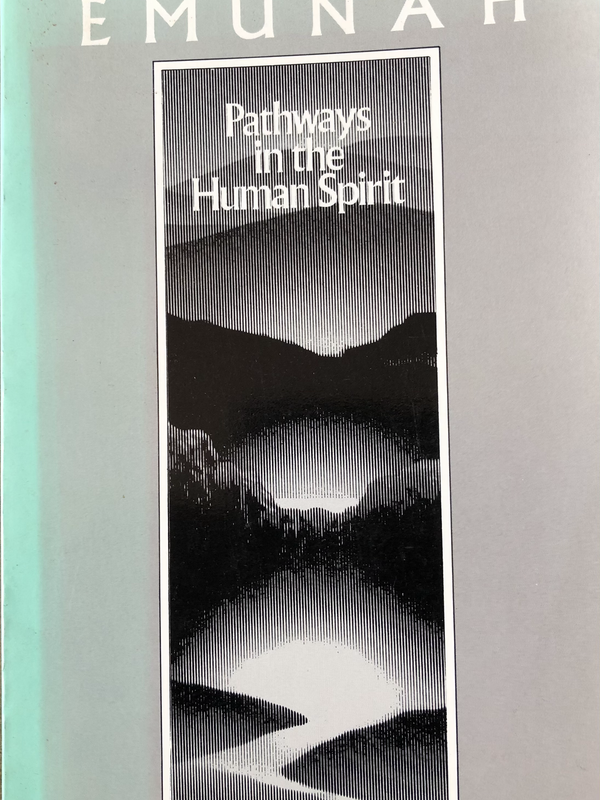 EMUNAH
Pathways
in the
Human Spirit